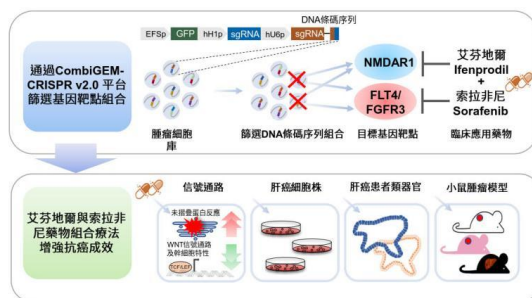 DNA條碼序列
EFSp GFP hH1p sgRNA hU6p sgRNA
通過CombiGEM-
CRISPR v2.0 平台
篩選基因靶點組合
NMDAR1
艾芬地爾
Ifenprodil
+
FLT4/
FGFR3
索拉非尼
Sorafenib
腫瘤細胞
庫
篩選DNA條碼序列組合
目標基因靶點
臨床應用藥物
艾芬地爾與索拉非
尼藥物組合療法
增強抗癌成效
信號通路
未摺疊蛋白反應
WNT信號通路
及幹細胞特性
TCF/LEF
肝癌細胞株
肝癌患者類器官
小鼠腫瘤模型